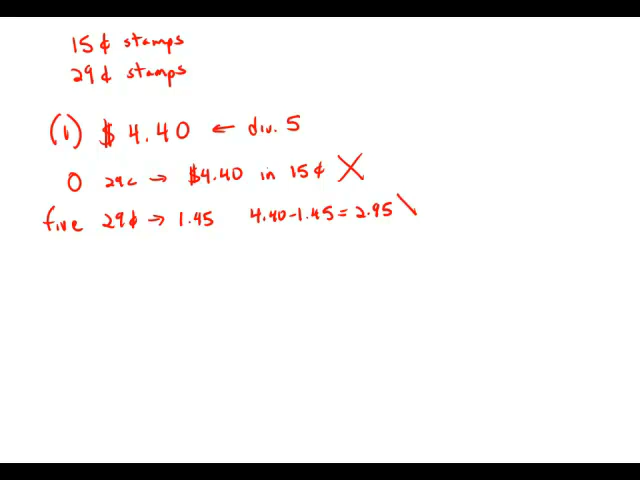 15¢ stamps
29¢ stamps
(1) $4.40 ← div. 5
0 29c → $4.40 in 15¢ X
five 29¢ → 1.45 4.40-1.45=2.95 \